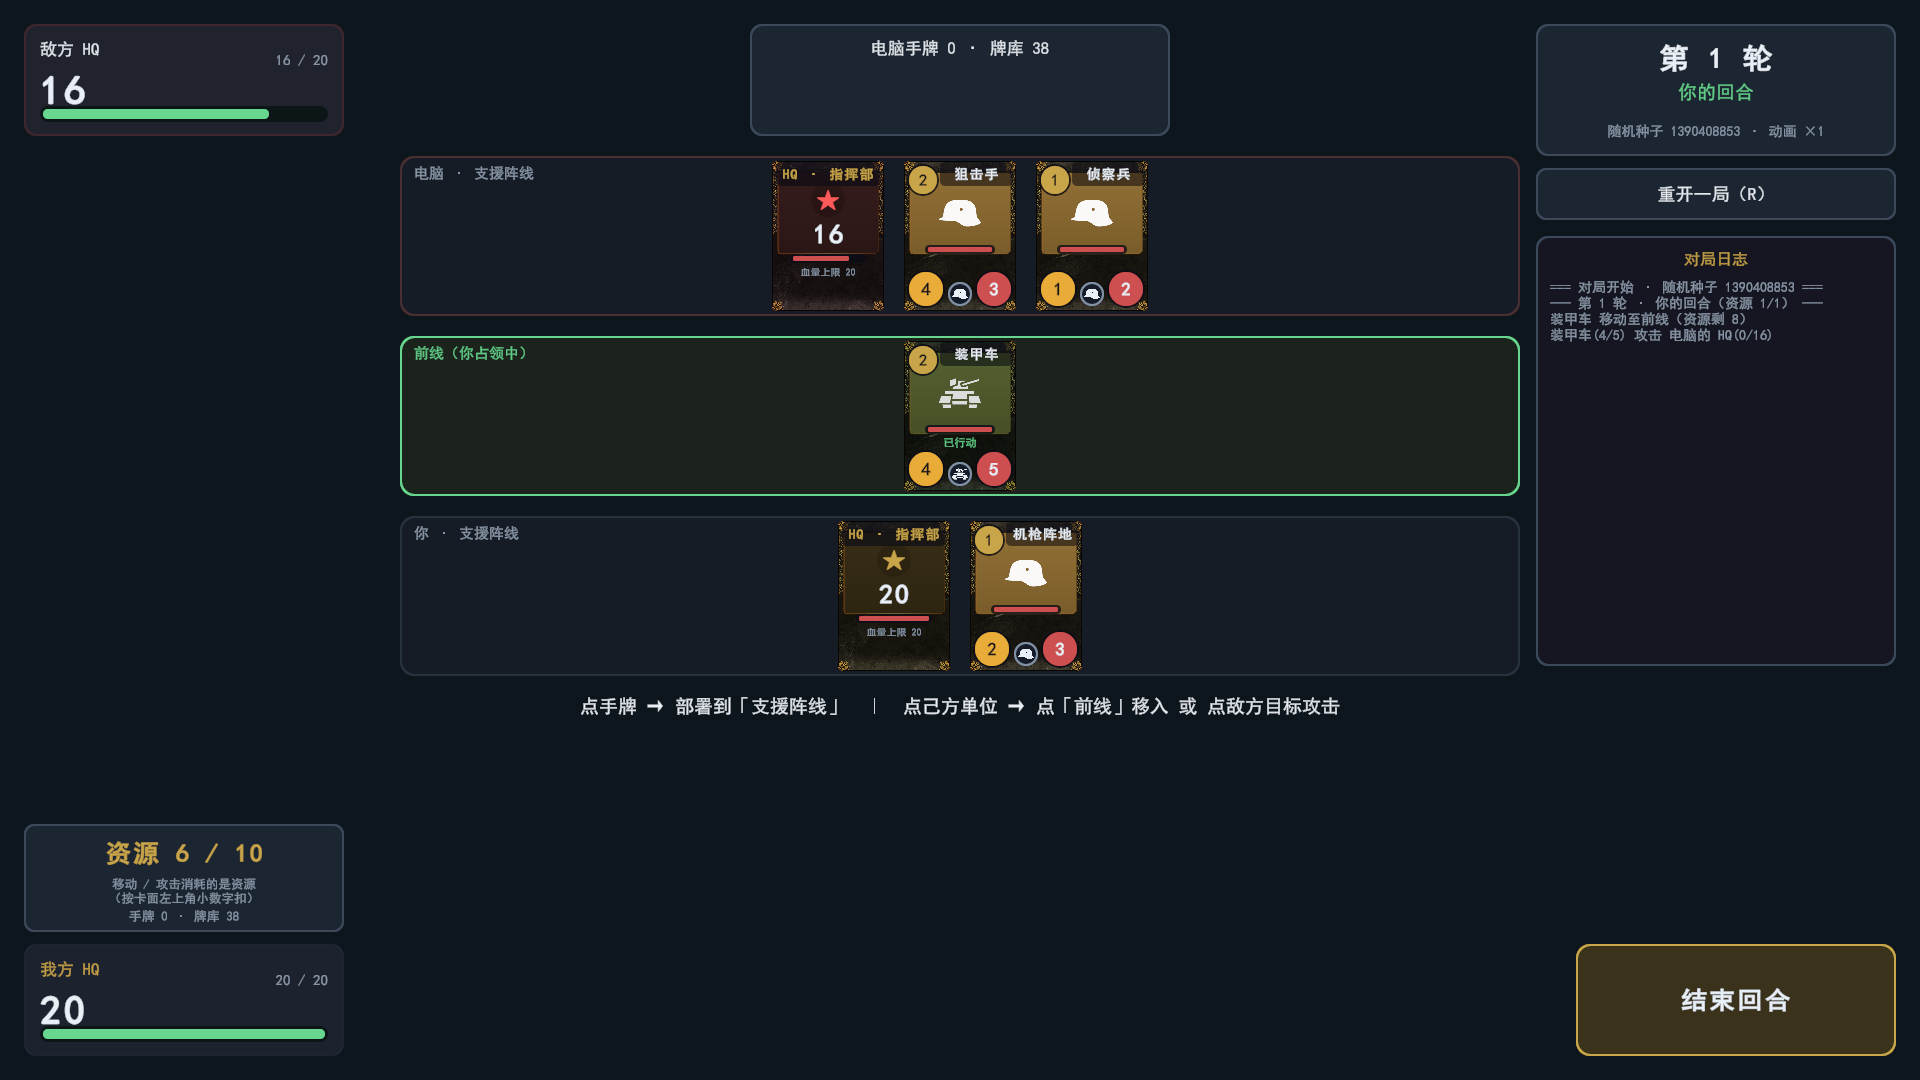 敌方 HQ
16 / 20
16
电脑手牌 0 · 牌库 38
第 1 轮
你的回合
随机种子 1390408853 · 动画 ×1
重开一局（R）
电脑 · 支援阵线
HQ · 指挥部
16
血量上限 20
2 狙击手
4 3
1 侦察兵
1 2
对局日志
=== 对局开始 · 随机种子 1390408853 ===
—— 第 1 轮 · 你的回合（资源 1/1） ——
装甲车 移动至前线（资源剩 8）
装甲车(4/5) 攻击 电脑的 HQ(0/16)
前线（你占领中）
2 装甲车
已行动
4 5
你 · 支援阵线
HQ · 指挥部
20
血量上限 20
1 机枪阵地
2 3
点手牌 → 部署到「支援阵线」 ｜ 点己方单位 → 点「前线」移入 或 点敌方目标攻击
资源 6 / 10
移动 / 攻击消耗的是资源
（按卡面左上角小数字扣）
手牌 0 · 牌库 38
我方 HQ
20 / 20
20
结束回合